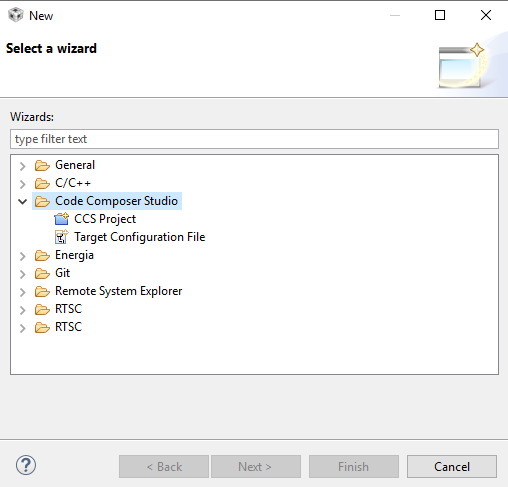 New
Select a wizard
Wizards:
type filter text
General
C/C++
Code Composer Studio
CCS Project
Target Configuration File
Energia
Git
Remote System Explorer
RTSC
RTSC
?
< Back
Next >
Finish
Cancel